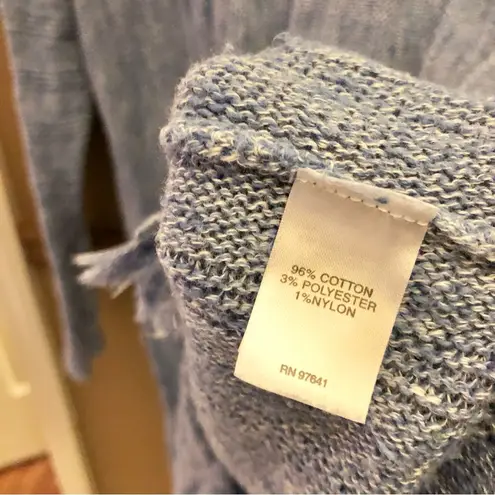 96% COTTON
3% POLYESTER
1%NYLON
RN 97641